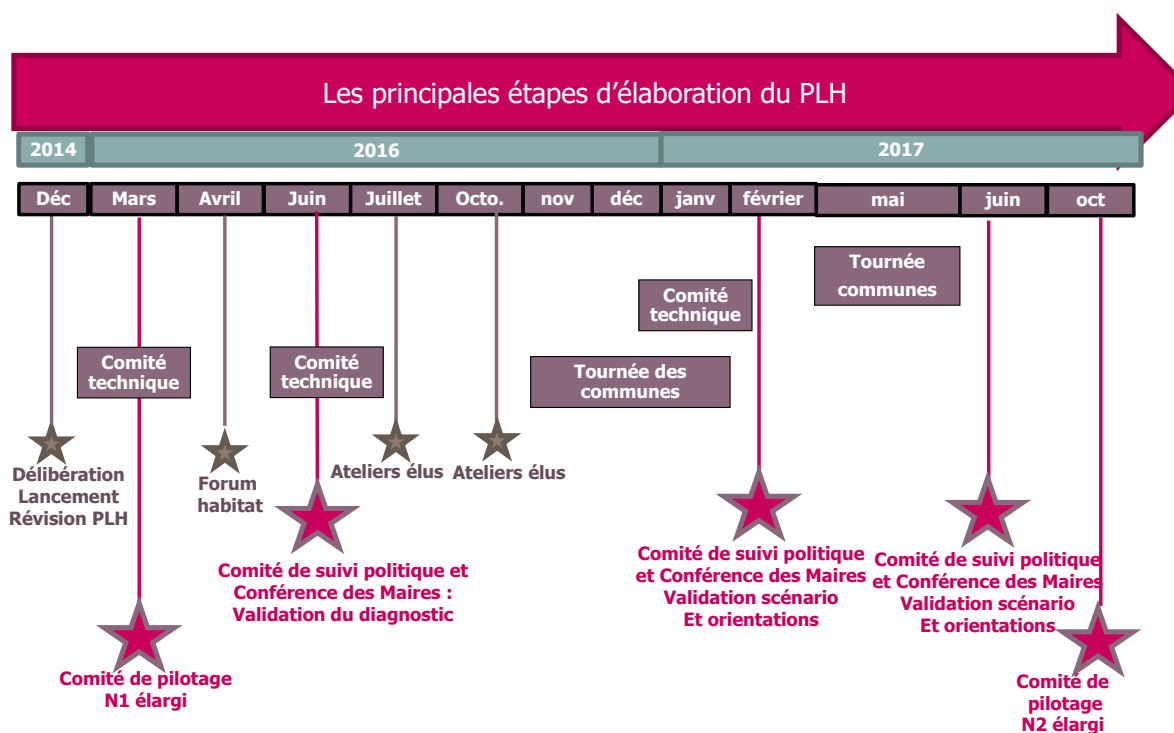 Les principales étapes d’élaboration du PLH
2014
2016
2017
Déc
Mars
Avril
Juin
Juillet
Octo.
nov
déc
janv
février
mai
juin
oct
Tournée
communes
Comité
technique
Comité
technique
Comité
technique
Tournée des
communes
Délibération
Lancement
Révision PLH
Forum
habitat
Ateliers élus
Ateliers élus
Comité de suivi politique et
Conférence des Maires :
Validation du diagnostic
Comité de suivi politique
et Conférence des Maires
Validation scénario
Et orientations
Comité de suivi politique
et Conférence des Maires
Validation scénario
Et orientations
Comité de pilotage
N1 élargi
Comité de
pilotage
N2 élargi